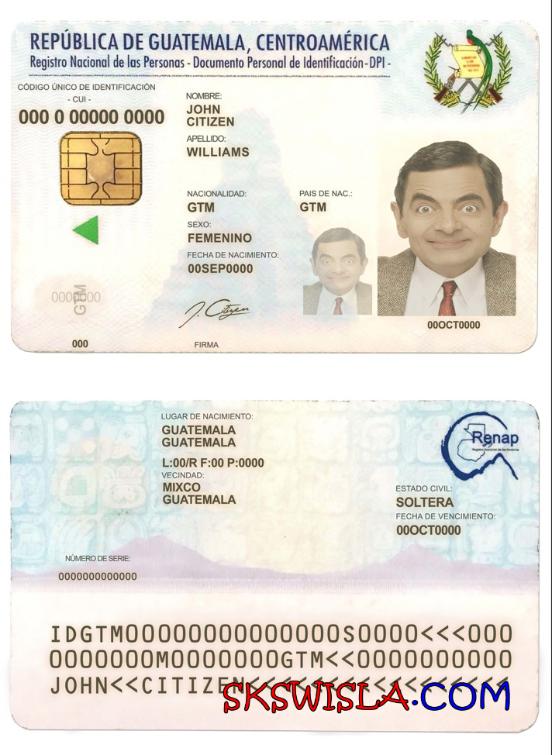 REPÚBLICA DE GUATEMALA, CENTROAMÉRICA
Registro Nacional de las Personas - Documento Personal de Identificación -DPI -
CÓDIGO ÚNICO DE IDENTIFICACIÓN
- CUI -
000 0 00000 0000
NOMBRE:
JOHN
CITIZEN
APELLIDO:
WILLIAMS
NACIONALIDAD:
PAIS DE NAC.:
GTM
GTM
SEXO:
FEMENINO
FECHA DE NACIMIENTO:
00SEP0000
GTM
J. Citizen
00OCT0000
000
FIRMA
LUGAR DE NACIMIENTO:
GUATEMALA
GUATEMALA
L:00/R F:00 P:0000
VECINDAD:
MIXCO
GUATEMALA
Renap
ESTADO CIVIL:
SOLTERA
FECHA DE VENCIMIENTO:
00OCT0000
NÚMERO DE SERIE:
0000000000000
IDGTM000000000000000S0000<<<000
00000000M0000000GTM<<0000000000
JOHN<<CITIZEN<<<<<<<<<<<<<<<<<<
SKSWISLA.COM